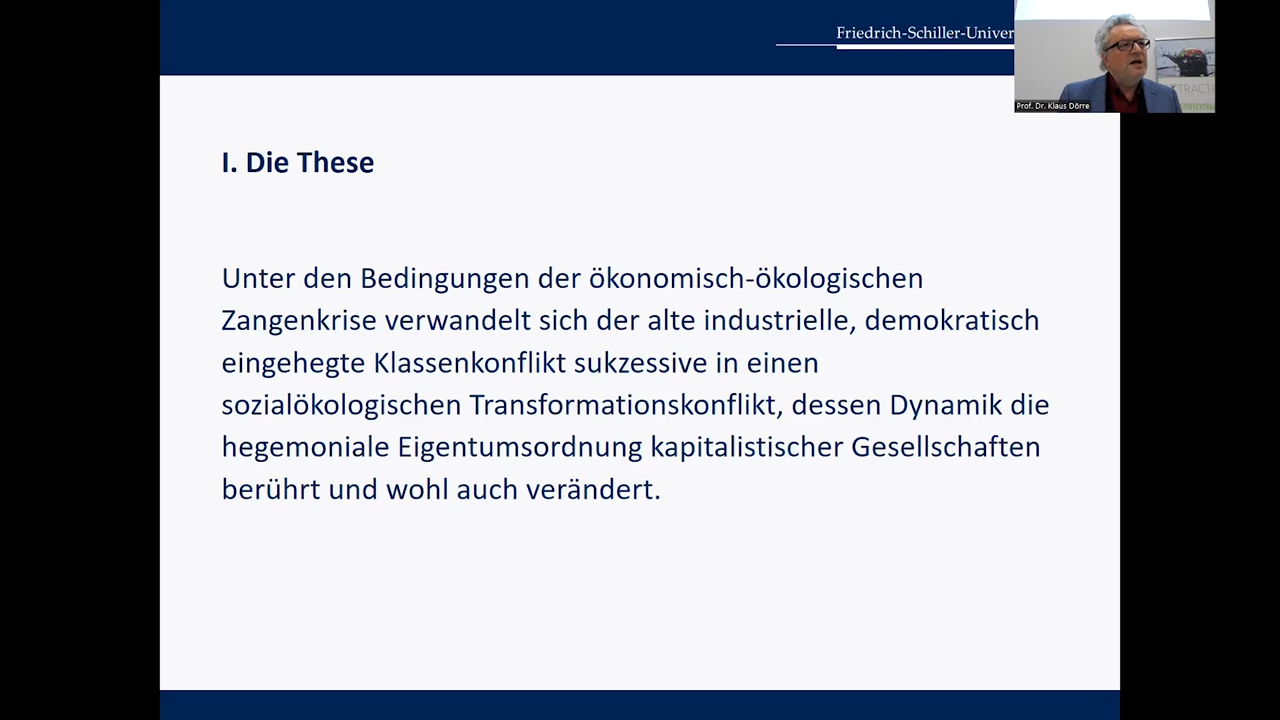 Friedrich-Schiller-Univer
Prof. Dr. Klaus Dörre
TRACTI
STOFFEXTRA
I. Die These
Unter den Bedingungen der ökonomisch-ökologischen
Zangenkrise verwandelt sich der alte industrielle, demokratisch
eingehegte Klassenkonflikt sukzessive in einen
sozialökologischen Transformationskonflikt, dessen Dynamik die
hegemoniale Eigentumsordnung kapitalistischer Gesellschaften
berührt und wohl auch verändert.